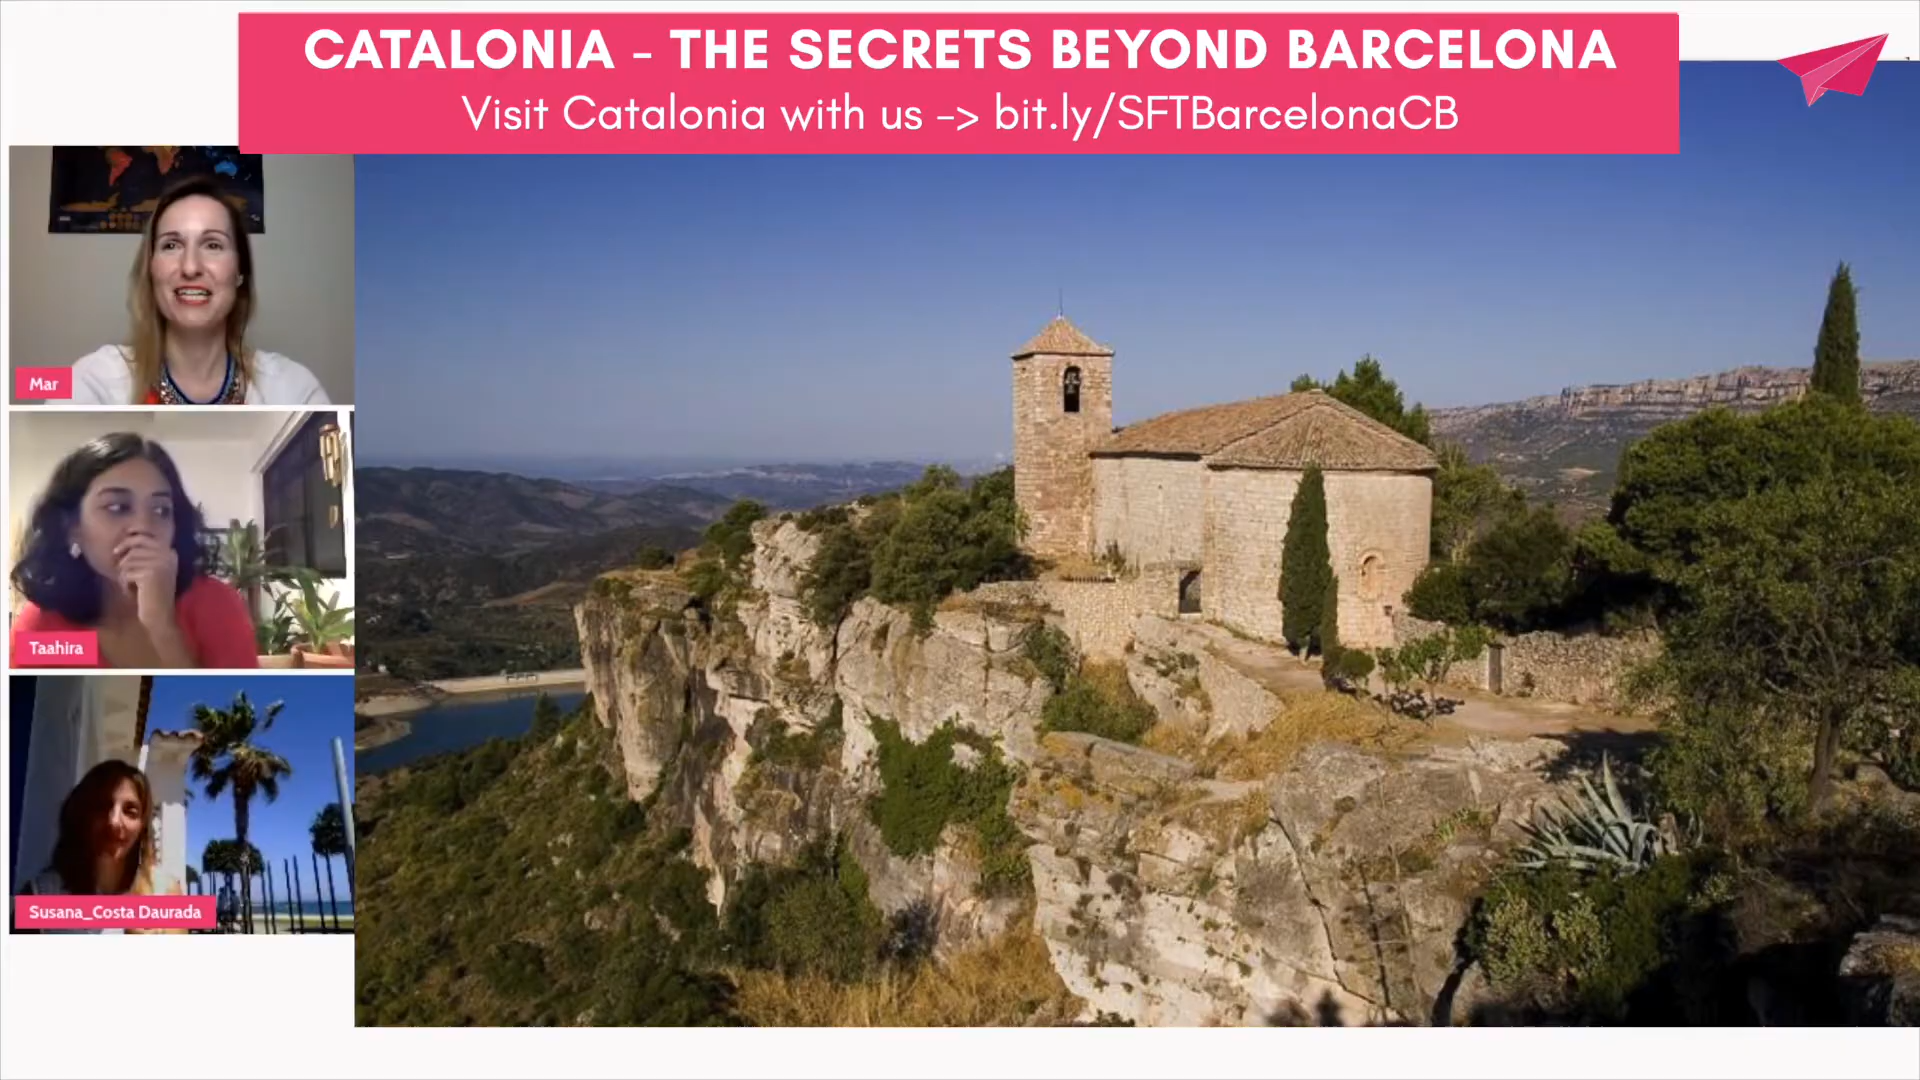 CATALONIA - THE SECRETS BEYOND BARCELONA
Visit Catalonia with us -> bit.ly/SFTBarcelonaCB
Mar
Taahira
Susana_Costa Daurada